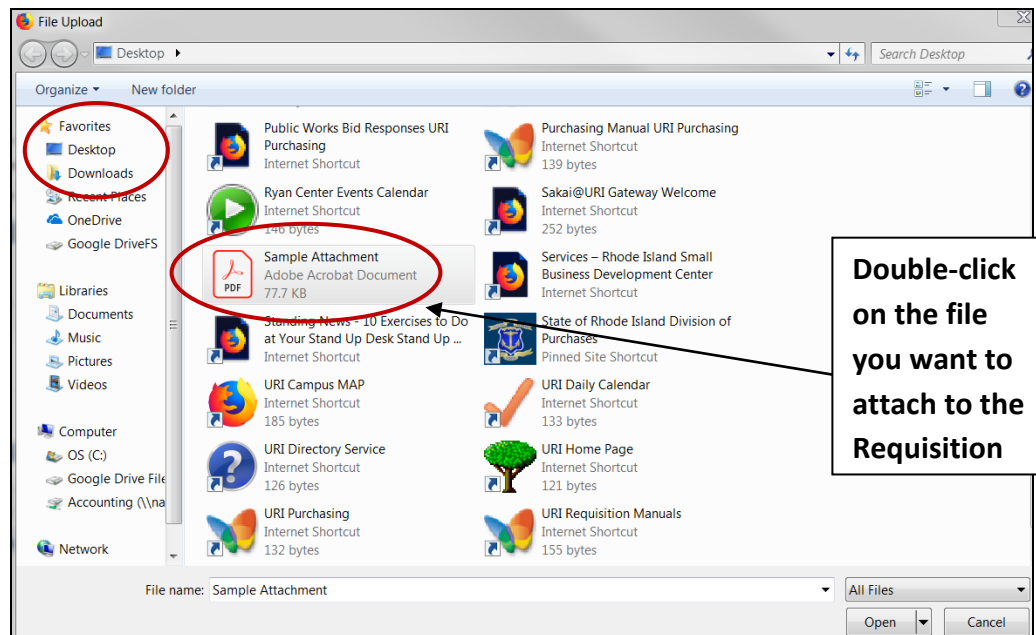 File Upload
Desktop
Search Desktop
Organize
New folder
Favorites
Desktop
Downloads
Recent Places
OneDrive
Google DriveFS
Libraries
Documents
Music
Pictures
Videos
Computer
OS (C:)
Google Drive File
Accounting (\\na
Network
Public Works Bid Responses URI
Purchasing
Internet Shortcut
Purchasing Manual URI Purchasing
Internet Shortcut
139 bytes
Ryan Center Events Calendar
Internet Shortcut
146 bytes
Sakai@URI Gateway Welcome
Internet Shortcut
252 bytes
PDF
Sample Attachment
Adobe Acrobat Document
77.7 KB
Services – Rhode Island Small
Business Development Center
Internet Shortcut
Standing News - 10 Exercises to Do
at Your Stand Up Desk Stand Up ...
Internet Shortcut
State of Rhode Island Division of
Purchases
Pinned Site Shortcut
URI Campus MAP
Internet Shortcut
185 bytes
URI Daily Calendar
Internet Shortcut
133 bytes
URI Directory Service
Internet Shortcut
126 bytes
URI Home Page
Internet Shortcut
121 bytes
URI Purchasing
Internet Shortcut
132 bytes
URI Requisition Manuals
Internet Shortcut
155 bytes
Double-click
on the file
you want to
attach to the
Requisition
File name:
Sample Attachment
All Files
Open
Cancel